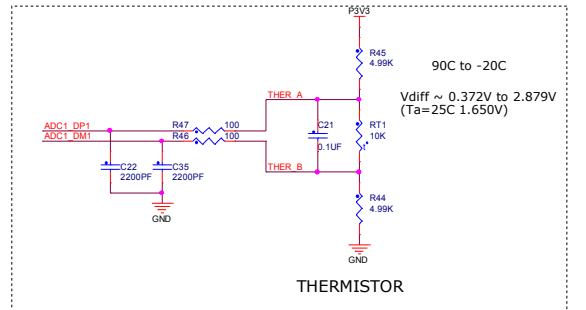 P3V3
R45
4.99K
90C to -20C
Vdiff ~ 0.372V to 2.879V
(Ta=25C 1.650V)
THER_A
R47 100
ADC1_DP1
C21
0.1UF
RT1
10K
t°
ADC1_DM1
R46 100
C22
2200PF
C35
2200PF
THER_B
R44
4.99K
GND
GND
THERMISTOR